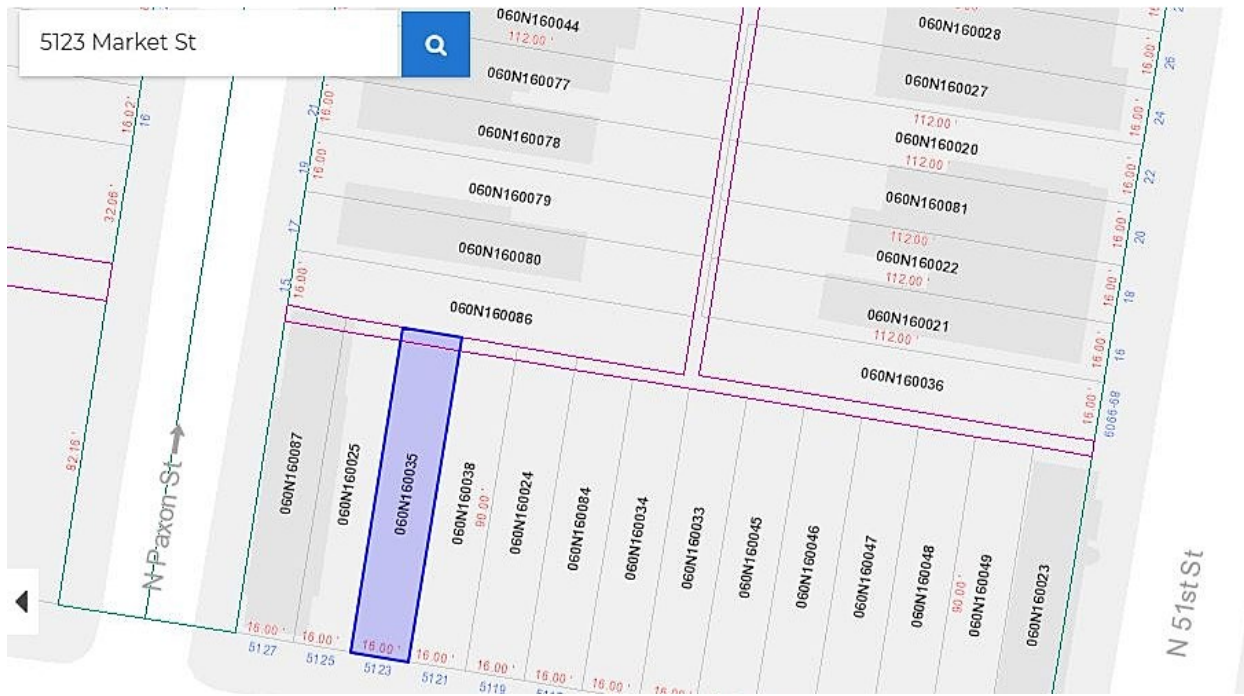 5123 Market St
060N160044
112.00 '
060N160077
16.00 '
21
060N160078
16.00 '
19
060N160079
17
060N160080
15
16.00 '
060N160086
16.02 '
16
32.06 '
82.16 '
N Paxon St
060N160028
16.00 '
26
060N160027
112.00 '
16.00 '
24
060N160020
112.00 '
16.00 '
22
060N160081
112.00 '
16.00 '
20
060N160022
112.00 '
16.00 '
18
060N160021
112.00 '
16.00 '
16
060N160036
16.00 '
6066-68
060N160087
060N160025
060N160035
060N160038
90.00 '
060N160024
060N160084
060N160034
060N160033
060N160045
060N160046
060N160047
060N160048
90.00 '
060N160049
060N160023
N 51st St
16.00 '
16.00 '
16.00 '
16.00 '
16.00 '
16.00 '
16.00 '
5127
5125
5123
5121
5119